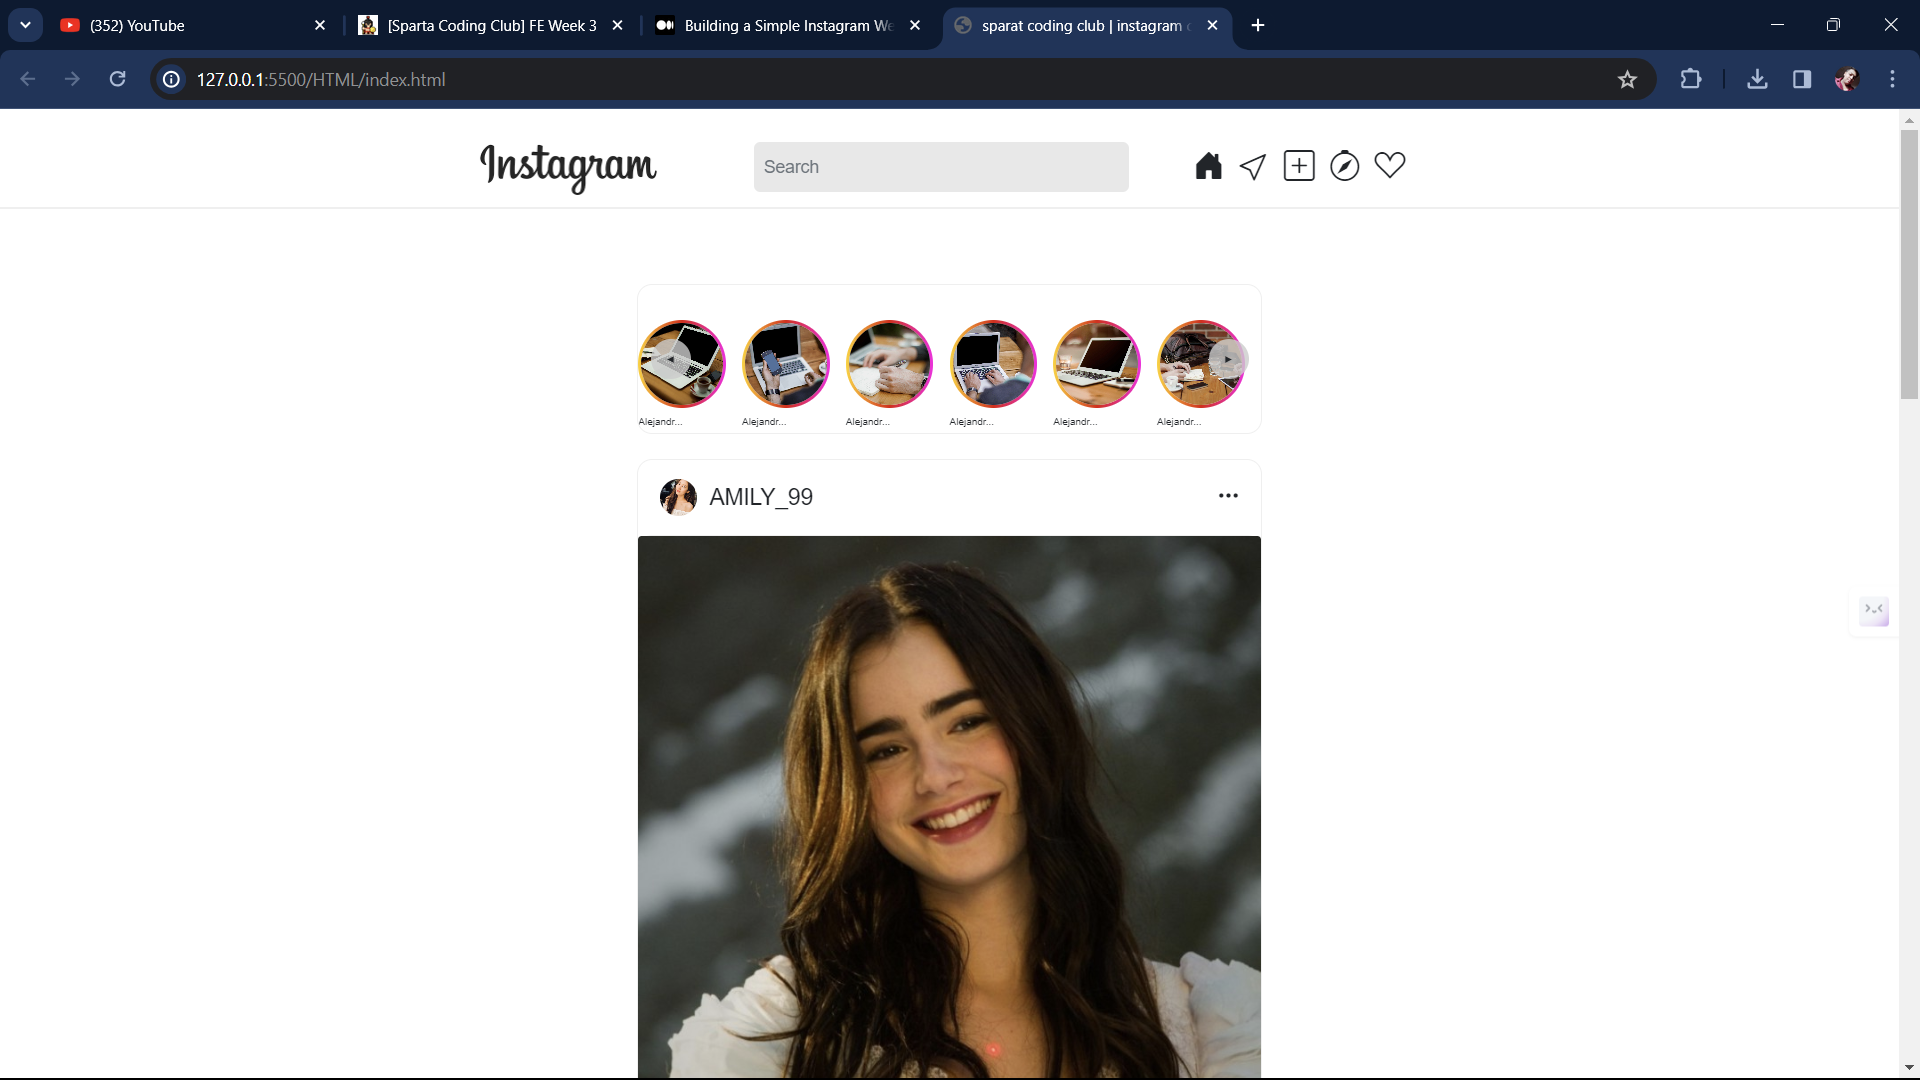 (352) YouTube
[Sparta Coding Club] FE Week 3
Building a Simple Instagram We
sparat coding club | instagram c
127.0.0.1:5500/HTML/index.html
Instagram
Search
Alejandr... Alejandr... Alejandr... Alejandr... Alejandr... Alejandr...
AMILY_99